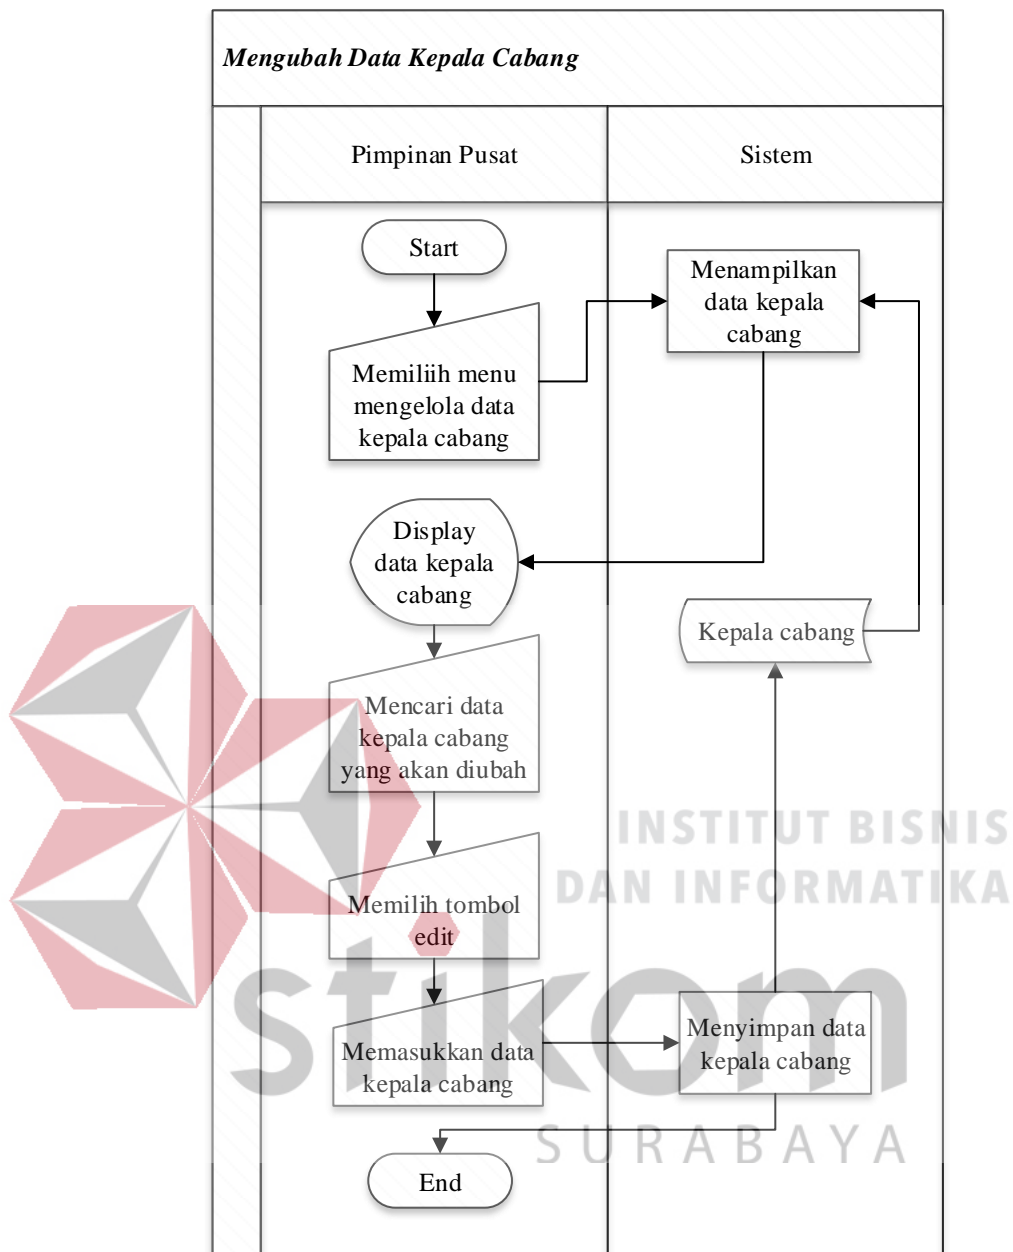 Mengubah Data Kepala Cabang
Pimpinan Pusat
Sistem
Start
Menampilkan
data kepala
cabang
Memiliih menu
mengelola data
kepala cabang
Display
data kepala
cabang
Kepala cabang
Mencari data
kepala cabang
yang akan diubah
INSTITUT BISNIS
DAN INFORMATIKA
Memilih tombol
edit
stikom
Memasukkan data
kepala cabang
Menyimpan data
kepala cabang
SURABAYA
End